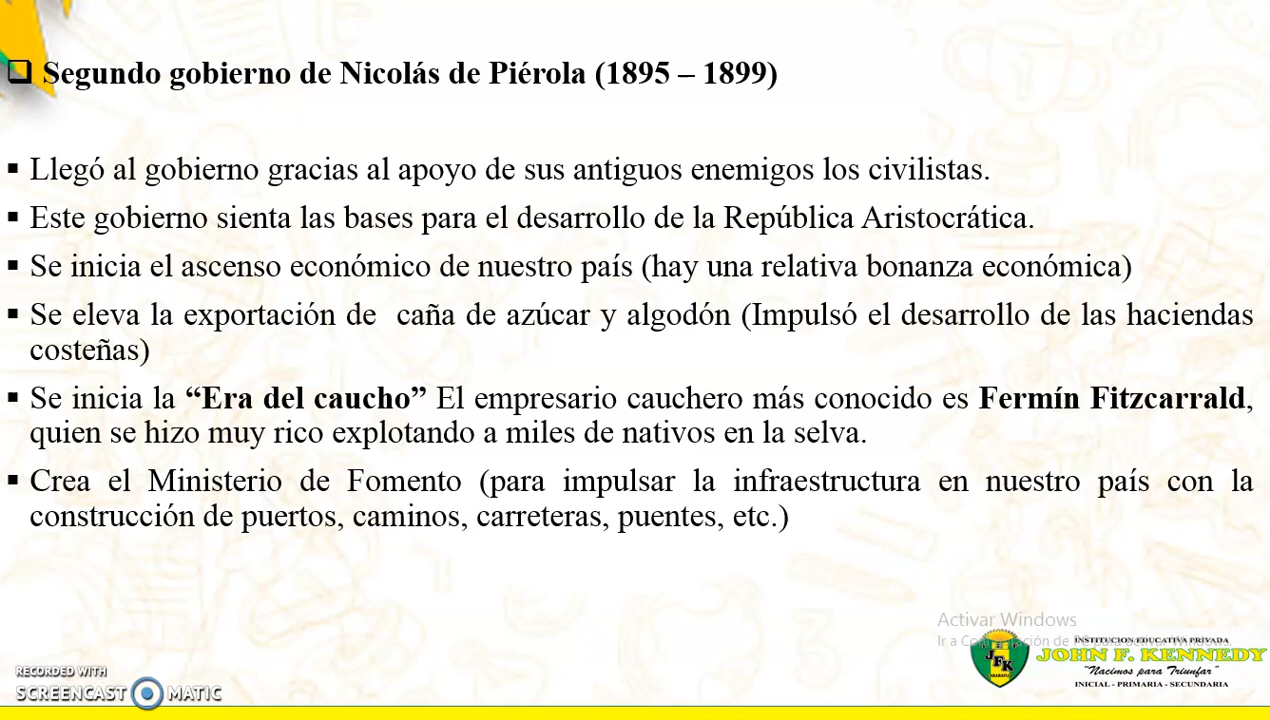 Segundo gobierno de Nicolás de Piérola (1895 – 1899)
Llegó al gobierno gracias al apoyo de sus antiguos enemigos los civilistas.
Este gobierno sienta las bases para el desarrollo de la República Aristocrática.
Se inicia el ascenso económico de nuestro país (hay una relativa bonanza económica)
Se eleva la exportación de caña de azúcar y algodón (Impulsó el desarrollo de las haciendas
costeñas)
Se inicia la “Era del caucho” El empresario cauchero más conocido es Fermín Fitzcarrald,
quien se hizo muy rico explotando a miles de nativos en la selva.
Crea el Ministerio de Fomento (para impulsar la infraestructura en nuestro país con la
construcción de puertos, caminos, carreteras, puentes, etc.)
Activar Windows
Ir a para activar Windows.
INSTITUCION EDUCATIVA PRIVADA
JFK
JOHN F. KENNEDY
"Nacimos para Triunfar"
INICIAL - PRIMARIA - SECUNDARIA
RECORDED WITH
SCREENCAST MATIC